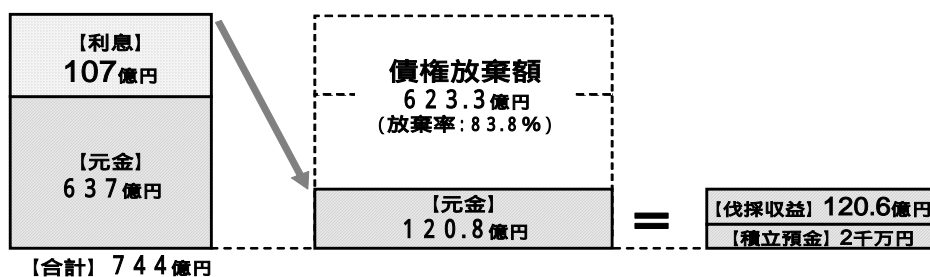 【利息】
107億円
【元金】
637億円
【合計】 744億円
債権放棄額
623.3億円
(放棄率:83.8%)
【元金】
120.8億円
=
【伐採収益】 120.6億円
【積立預金】 2千万円